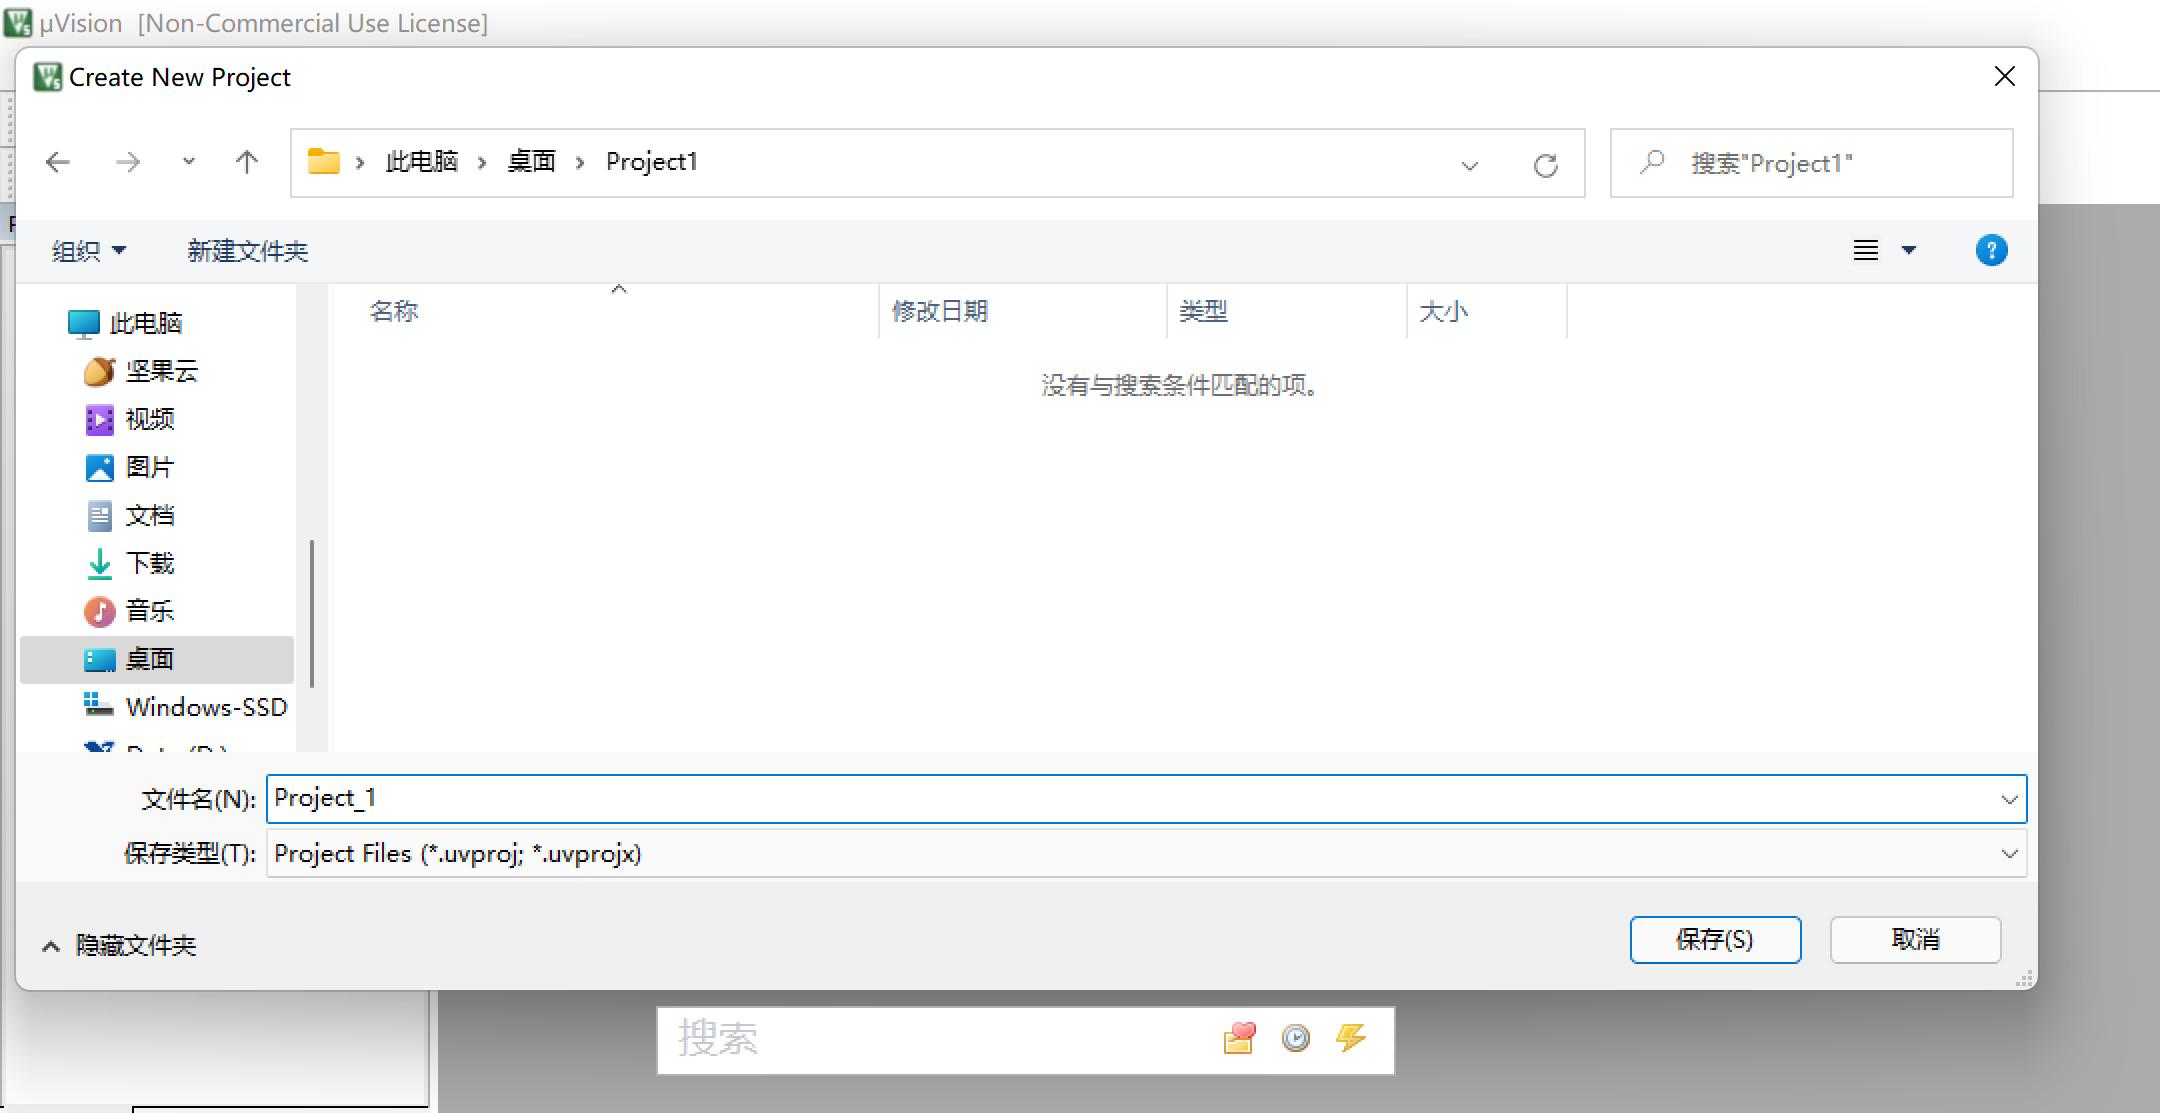 µVision [Non-Commercial Use License]
Create New Project
此电脑 › 桌面 › Project1
搜索"Project1"
组织
新建文件夹
名称
修改日期
类型
大小
没有与搜索条件匹配的项。
此电脑
坚果云
视频
图片
文档
下载
音乐
桌面
Windows-SSD
文件名(N): Project_1
保存类型(T): Project Files (*.uvproj; *.uvprojx)
隐藏文件夹
保存(S)
取消
搜索